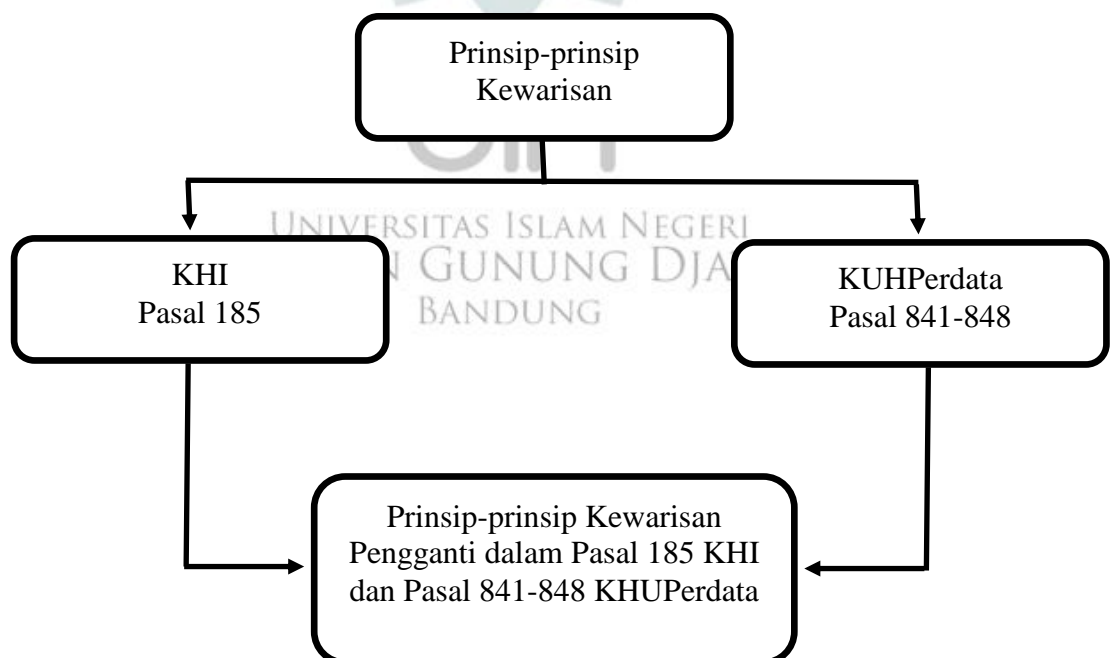 Prinsip-prinsip
Kewarisan
UNIVERSITAS ISLAM NEGERI
GUNUNG
BANDUNG
KHI
Pasal 185
KUHPerdata
Pasal 841-848
Prinsip-prinsip Kewarisan
Pengganti dalam Pasal 185 KHI
dan Pasal 841-848 KHUPerdata